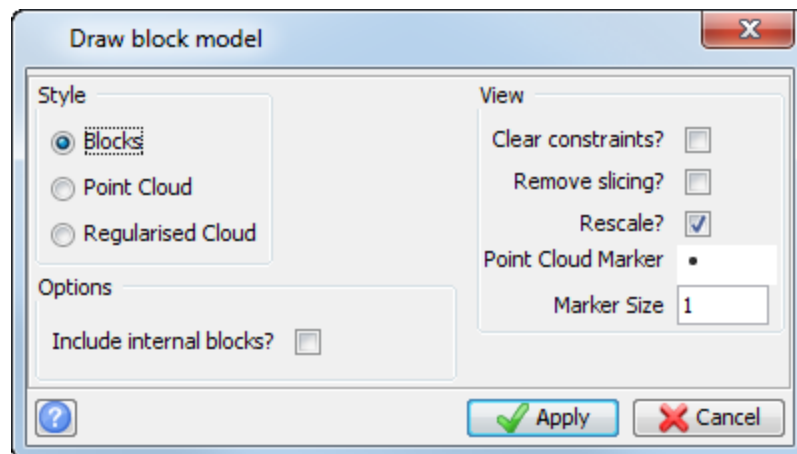 Draw block model
Style
Blocks
Point Cloud
Regularised Cloud
Options
Include internal blocks?
View
Clear constraints?
Remove slicing?
Rescale?
Point Cloud Marker
Marker Size 1
? Apply Cancel